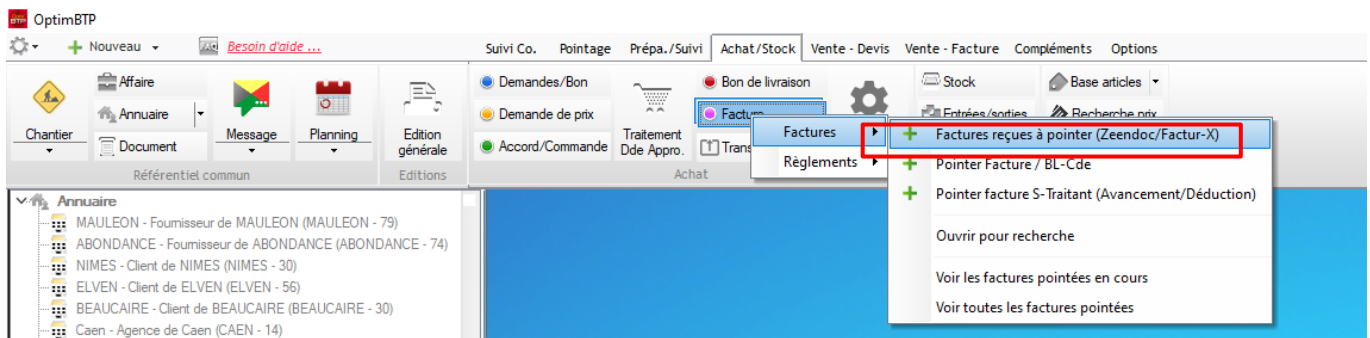 OptimBTP
Nouveau
Besoin d'aide ...
Suivi Co. Pointage Prépa./Suivi Achat/Stock Vente - Devis Vente - Facture Compléments Options
Affaire
Annuaire
Document
Chantier
Message
Planning
Edition générale
Demandes/Bon
Demande de prix
Accord/Commande
Traitement Dde Appro.
Bon de livraison
Facture
Trans
Stock
Entrées/sorties
Base articles
Recherche prix
Référentiel commun
Editions
Achat
Factures
Règlements
Factures reçues à pointer (Zeendoc/Factur-X)
Pointer Facture / BL-Cde
Pointer facture S-Traitant (Avancement/Déduction)
Ouvrir pour recherche
Voir les factures pointées en cours
Voir toutes les factures pointées
Annuaire
MAULEON - Fournisseur de MAULEON (MAULEON - 79)
ABONDANCE - Fournisseur de ABONDANCE (ABONDANCE - 74)
NIMES - Client de NIMES (NIMES - 30)
ELVEN - Client de ELVEN (ELVEN - 56)
BEAUCAIRE - Client de BEAUCAIRE (BEAUCAIRE - 30)
Caen - Agence de Caen (CAEN - 14)